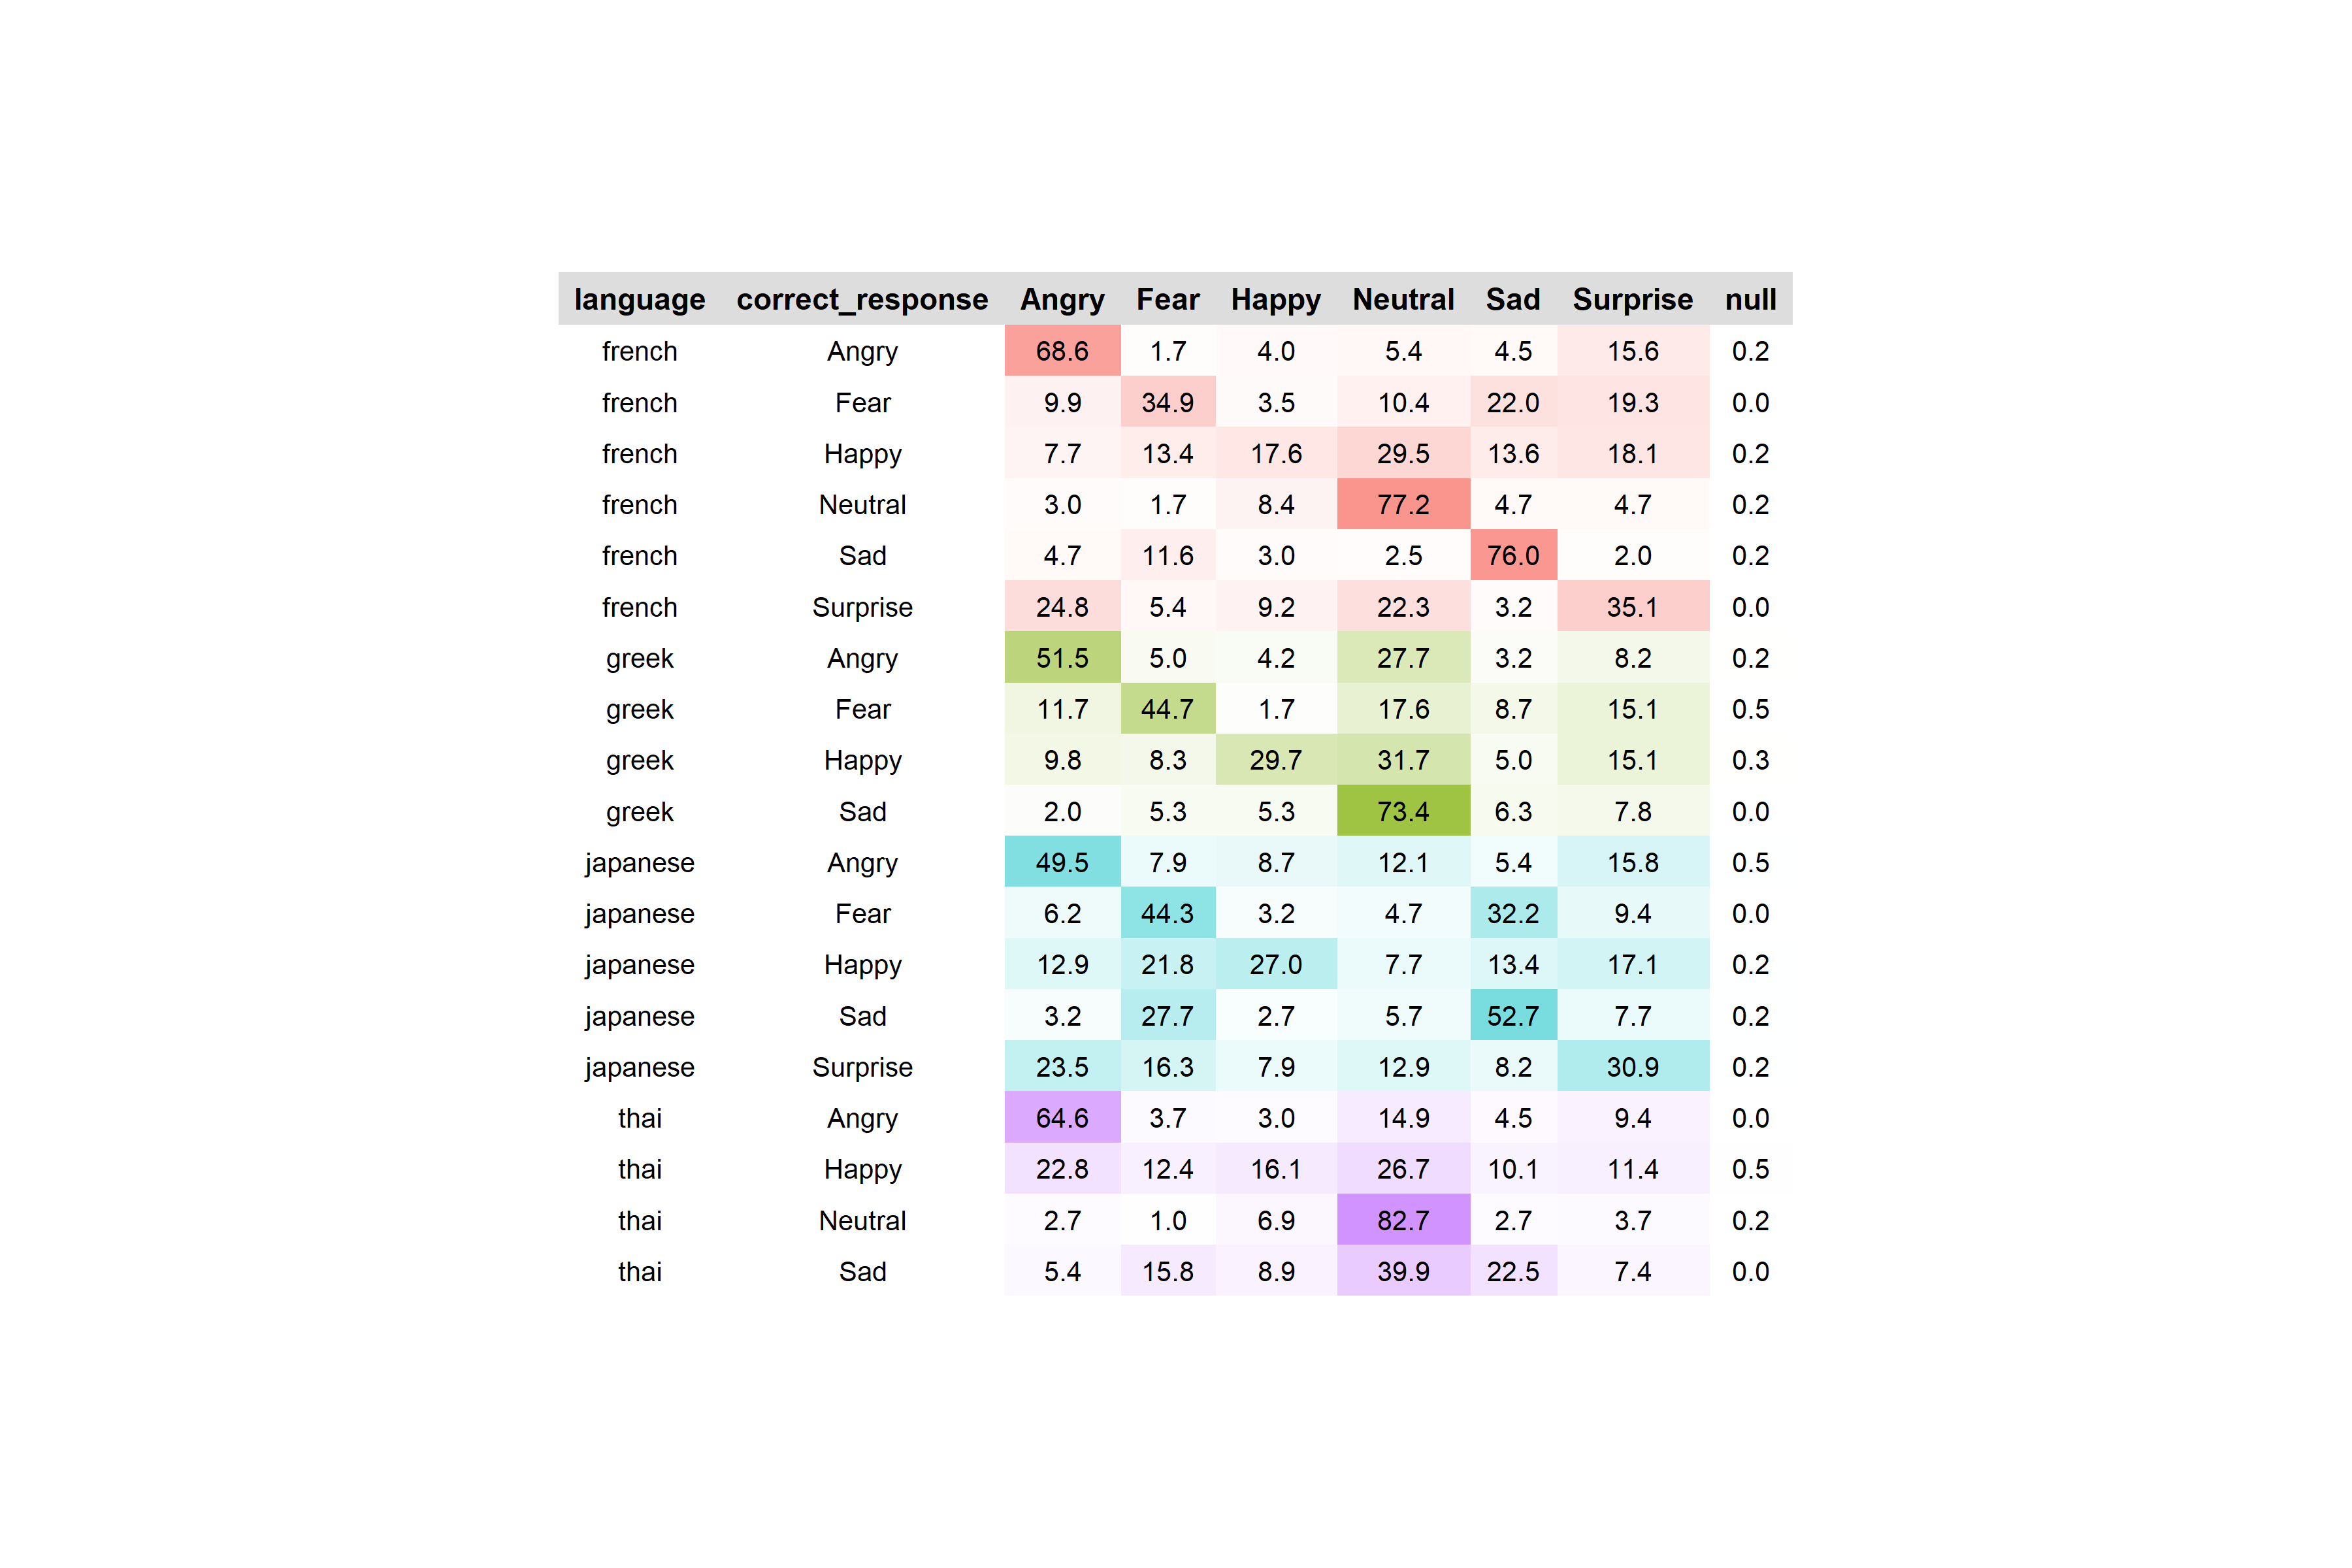 language correct_response Angry Fear Happy Neutral Sad Surprise null
french Angry 68.6 1.7 4.0 5.4 4.5 15.6 0.2
french Fear 9.9 34.9 3.5 10.4 22.0 19.3 0.0
french Happy 7.7 13.4 17.6 29.5 13.6 18.1 0.2
french Neutral 3.0 1.7 8.4 77.2 4.7 4.7 0.2
french Sad 4.7 11.6 3.0 2.5 76.0 2.0 0.2
french Surprise 24.8 5.4 9.2 22.3 3.2 35.1 0.0
greek Angry 51.5 5.0 4.2 27.7 3.2 8.2 0.2
greek Fear 11.7 44.7 1.7 17.6 8.7 15.1 0.5
greek Happy 9.8 8.3 29.7 31.7 5.0 15.1 0.3
greek Sad 2.0 5.3 5.3 73.4 6.3 7.8 0.0
japanese Angry 49.5 7.9 8.7 12.1 5.4 15.8 0.5
japanese Fear 6.2 44.3 3.2 4.7 32.2 9.4 0.0
japanese Happy 12.9 21.8 27.0 7.7 13.4 17.1 0.2
japanese Sad 3.2 27.7 2.7 5.7 52.7 7.7 0.2
japanese Surprise 23.5 16.3 7.9 12.9 8.2 30.9 0.2
thai Angry 64.6 3.7 3.0 14.9 4.5 9.4 0.0
thai Happy 22.8 12.4 16.1 26.7 10.1 11.4 0.5
thai Neutral 2.7 1.0 6.9 82.7 2.7 3.7 0.2
thai Sad 5.4 15.8 8.9 39.9 22.5 7.4 0.0